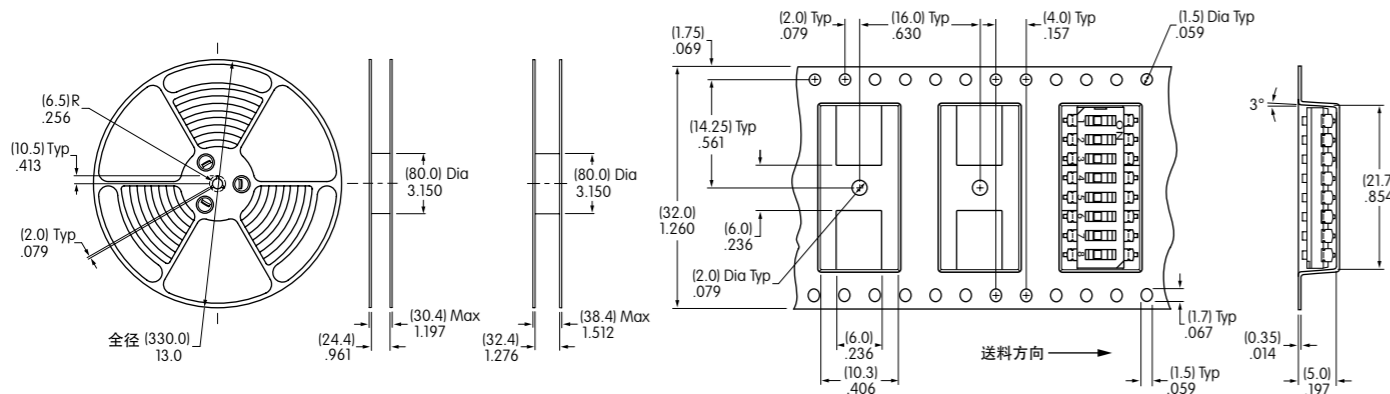 (6.5)R
.256
(10.5) Typ
.413
(2.0) Typ
.079
全径 (330.0)
13.0
(80.0) Dia
3.150
(30.4) Max
1.197
(24.4)
.961
(80.0) Dia
3.150
(38.4) Max
1.512
(32.4)
1.276
(2.0) Typ
.079
(16.0) Typ
.630
(4.0) Typ
.157
(1.5) Dia Typ
.059
(1.75)
.069
(14.25) Typ
.561
(32.0)
1.260
(6.0)
.236
(2.0) Dia Typ
.079
(6.0)
.236
(10.3)
.406
送料方向
(1.7) Typ
.067
(1.5) Typ
.059
3°
(21.7
.854
(0.35)
.014
(5.0)
.197